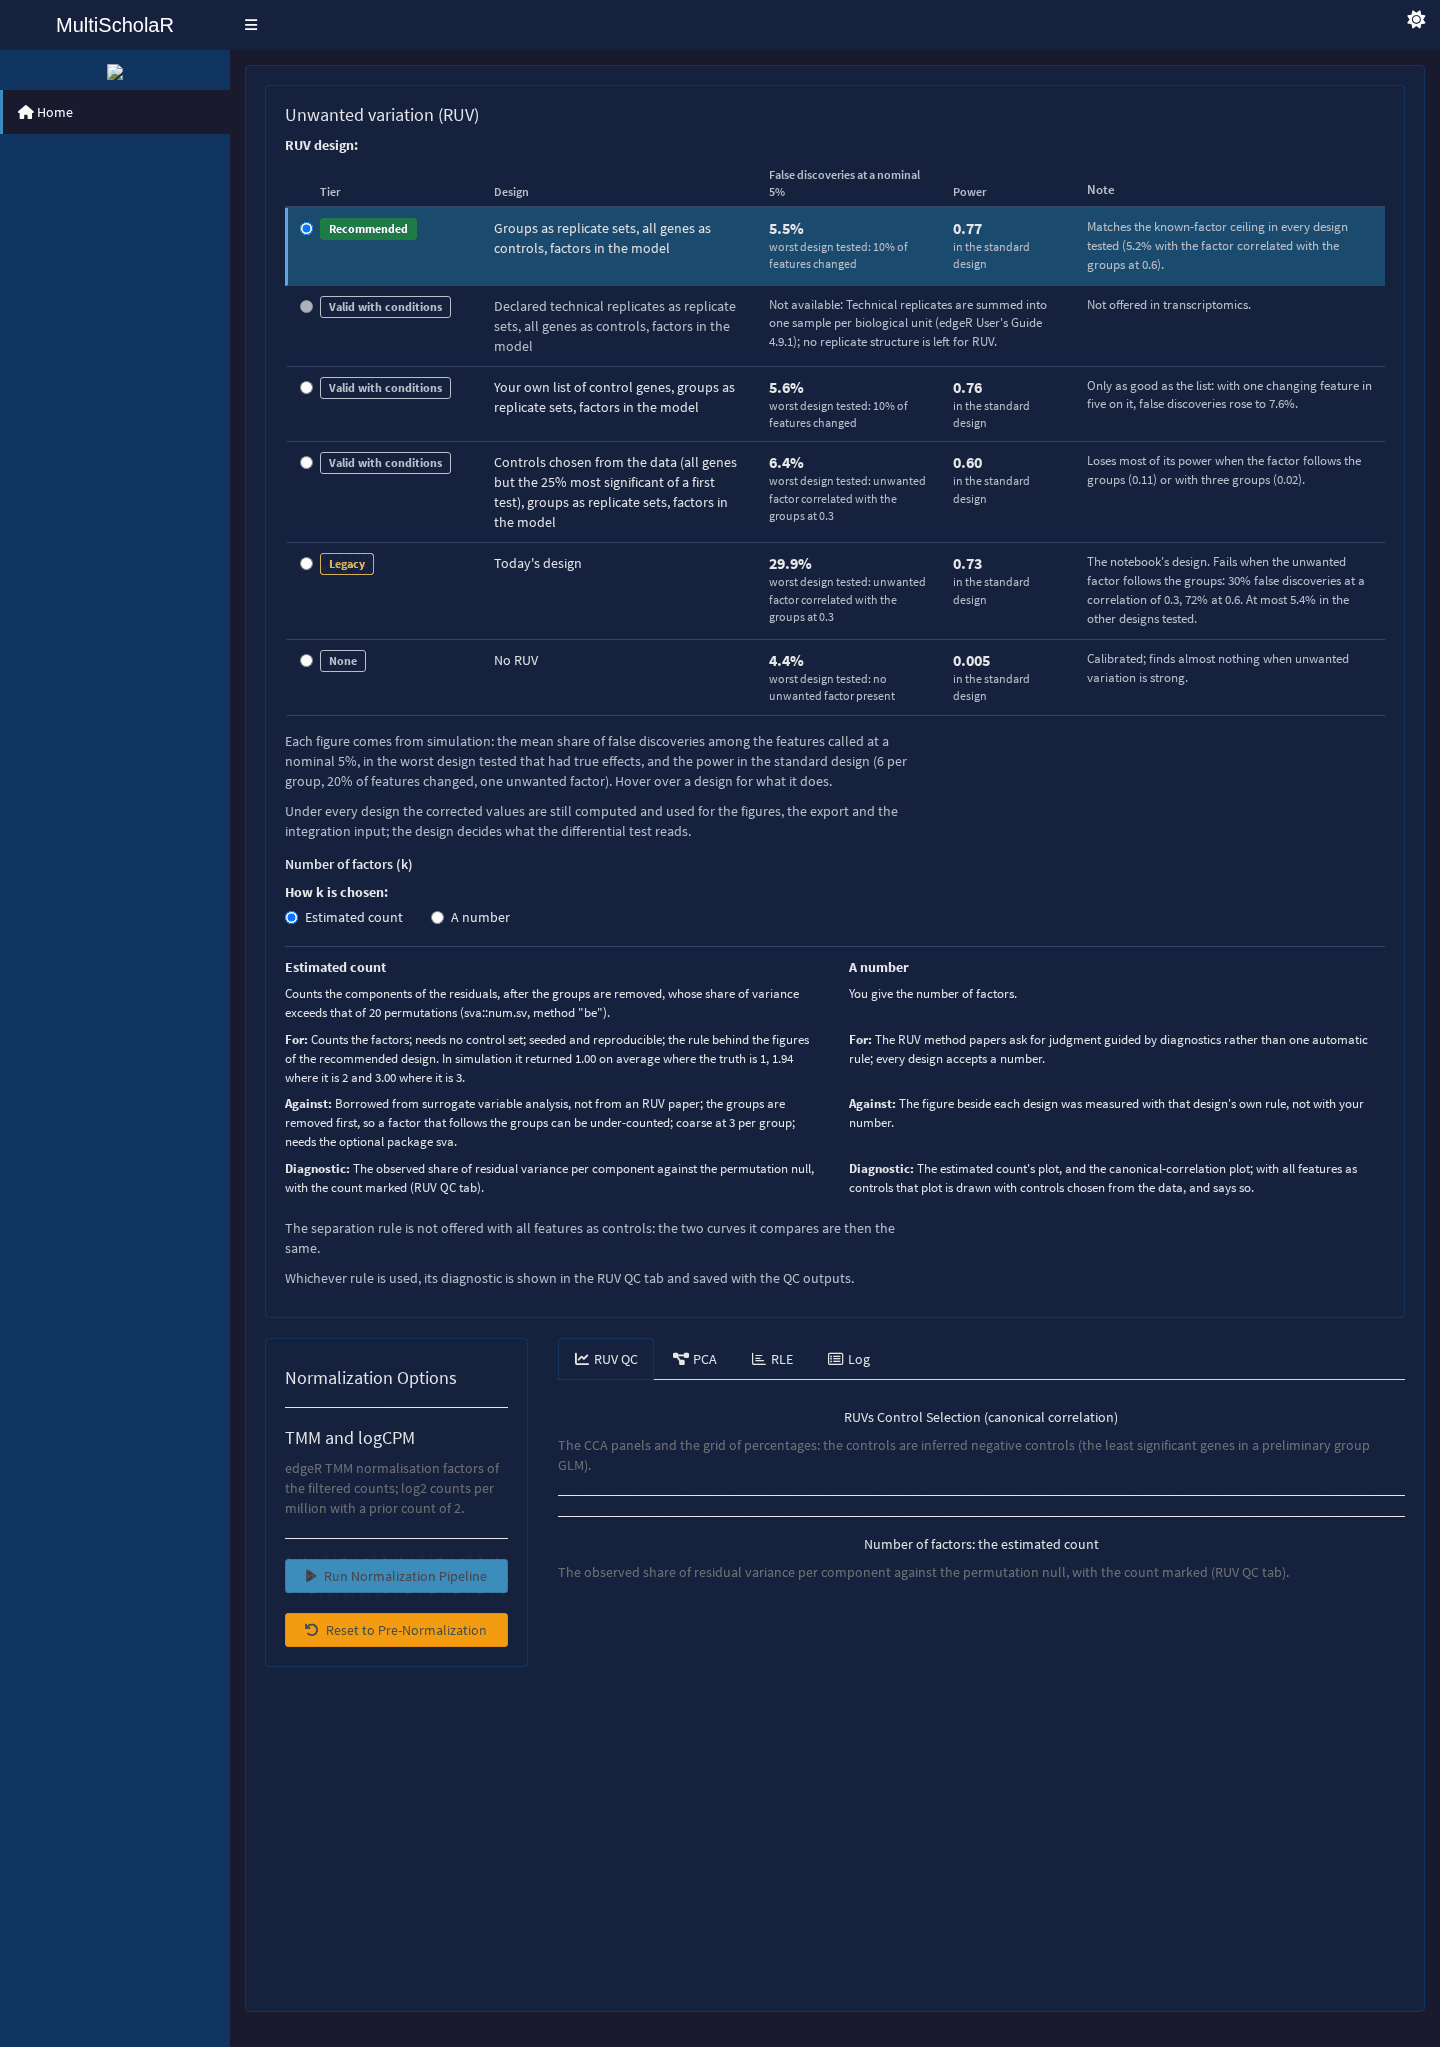 MultiScholaR
Home
Unwanted variation (RUV)
RUV design:
Tier
Design
False discoveries at a nominal
5%
Power
Note
Recommended
Groups as replicate sets, all genes as
controls, factors in the model
5.5%
worst design tested: 10% of
features changed
0.77
in the standard
design
Matches the known-factor ceiling in every design
tested (5.2% with the factor correlated with the
groups at 0.6).
Valid with conditions
Declared technical replicates as replicate
sets, all genes as controls, factors in the
model
Not available: Technical replicates are summed into
one sample per biological unit (edgeR User's Guide
4.9.1); no replicate structure is left for RUV.
Not offered in transcriptomics.
Valid with conditions
Your own list of control genes, groups as
replicate sets, factors in the model
5.6%
worst design tested: 10% of
features changed
0.76
in the standard
design
Only as good as the list: with one changing feature in
five on it, false discoveries rose to 7.6%.
Valid with conditions
Controls chosen from the data (all genes
but the 25% most significant of a first
test), groups as replicate sets, factors in
the model
6.4%
worst design tested: unwanted
factor correlated with the
groups at 0.3
0.60
in the standard
design
Loses most of its power when the factor follows the
groups (0.11) or with three groups (0.02).
Legacy
Today's design
29.9%
worst design tested: unwanted
factor correlated with the
groups at 0.3
0.73
in the standard
design
The notebook's design. Fails when the unwanted
factor follows the groups: 30% false discoveries at a
correlation of 0.3, 72% at 0.6. At most 5.4% in the
other designs tested.
None
No RUV
4.4%
worst design tested: no
unwanted factor present
0.005
in the standard
design
Calibrated; finds almost nothing when unwanted
variation is strong.
Each figure comes from simulation: the mean share of false discoveries among the features called at a
nominal 5%, in the worst design tested that had true effects, and the power in the standard design (6 per
group, 20% of features changed, one unwanted factor). Hover over a design for what it does.
Under every design the corrected values are still computed and used for the figures, the export and the
integration input; the design decides what the differential test reads.
Number of factors (k)
How k is chosen:
Estimated count
A number
Estimated count
Counts the components of the residuals, after the groups are removed, whose share of variance
exceeds that of 20 permutations (sva::num.sv, method "be").
For: Counts the factors; needs no control set; seeded and reproducible; the rule behind the figures
of the recommended design. In simulation it returned 1.00 on average where the truth is 1, 1.94
where it is 2 and 3.00 where it is 3.
Against: Borrowed from surrogate variable analysis, not from an RUV paper; the groups are
removed first, so a factor that follows the groups can be under-counted; coarse at 3 per group;
needs the optional package sva.
Diagnostic: The observed share of residual variance per component against the permutation null,
with the count marked (RUV QC tab).
A number
You give the number of factors.
For: The RUV method papers ask for judgment guided by diagnostics rather than one automatic
rule; every design accepts a number.
Against: The figure beside each design was measured with that design's own rule, not with your
number.
Diagnostic: The estimated count's plot, and the canonical-correlation plot; with all features as
controls that plot is drawn with controls chosen from the data, and says so.
The separation rule is not offered with all features as controls: the two curves it compares are then the
same.
Whichever rule is used, its diagnostic is shown in the RUV QC tab and saved with the QC outputs.
Normalization Options
TMM and logCPM
edgeR TMM normalisation factors of
the filtered counts; log2 counts per
million with a prior count of 2.
Run Normalization Pipeline
Reset to Pre-Normalization
RUV QC
PCA
RLE
Log
RUVs Control Selection (canonical correlation)
The CCA panels and the grid of percentages: the controls are inferred negative controls (the least significant genes in a preliminary group
GLM).
Number of factors: the estimated count
The observed share of residual variance per component against the permutation null, with the count marked (RUV QC tab).